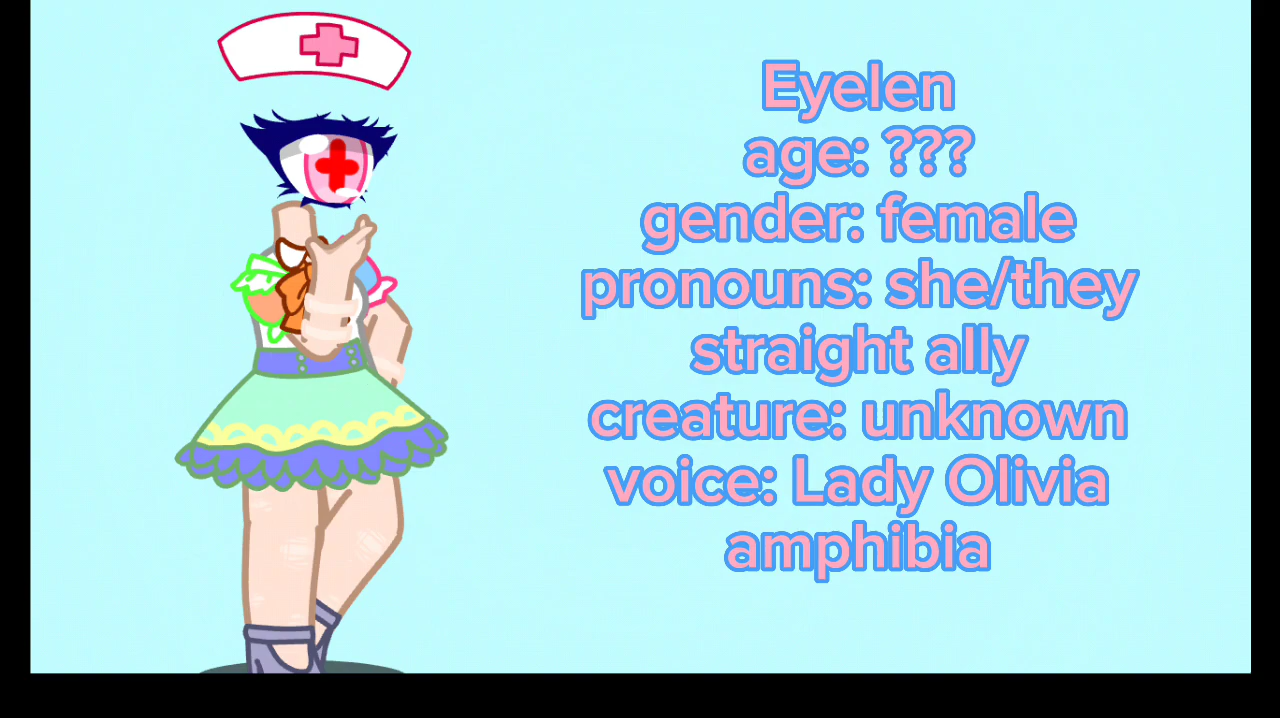 Eyelen
age: ???
gender: female
pronouns: she/they
straight ally
creature: unknown
voice: Lady Olivia
amphibia